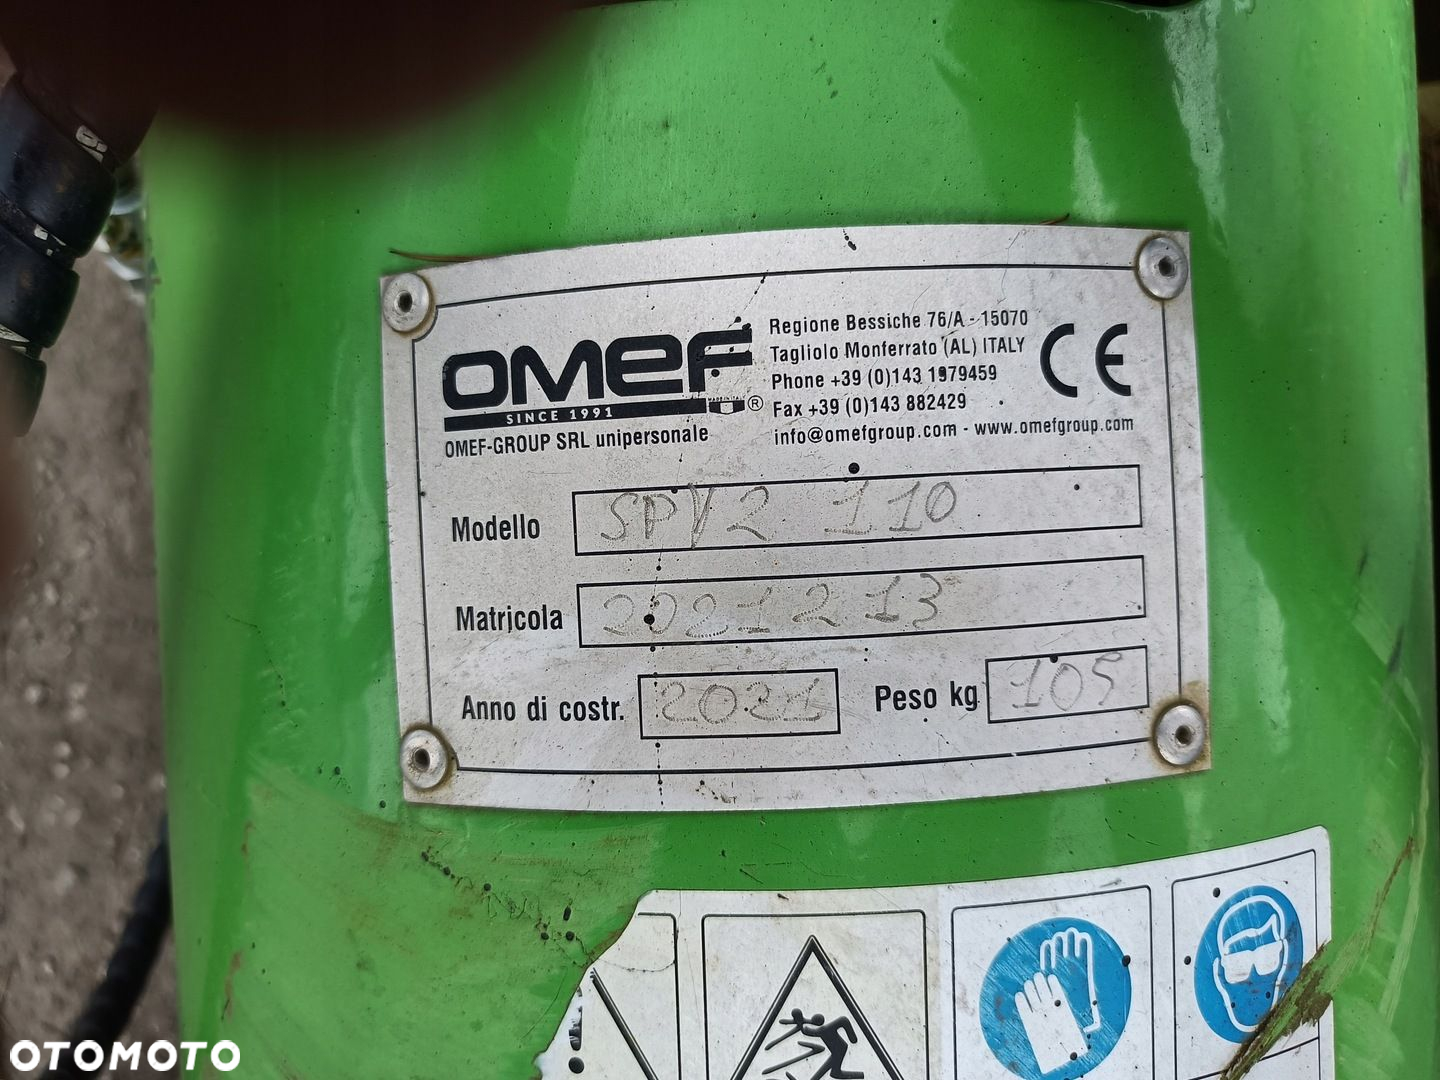 OMEF
SINCE 1991
OMEF-GROUP SRL unipersonale
Regione Bessiche 76/A - 15070
Tagliolo Monferrato (AL) ITALY
Phone +39 (0)143 1979459
Fax +39 (0)143 882429
info@omefgroup.com - www.omefgroup.com
CE
Modello SPV2 110
Matricola 2021213
Anno di costr. 2021 Peso kg 105
OTOMOTO